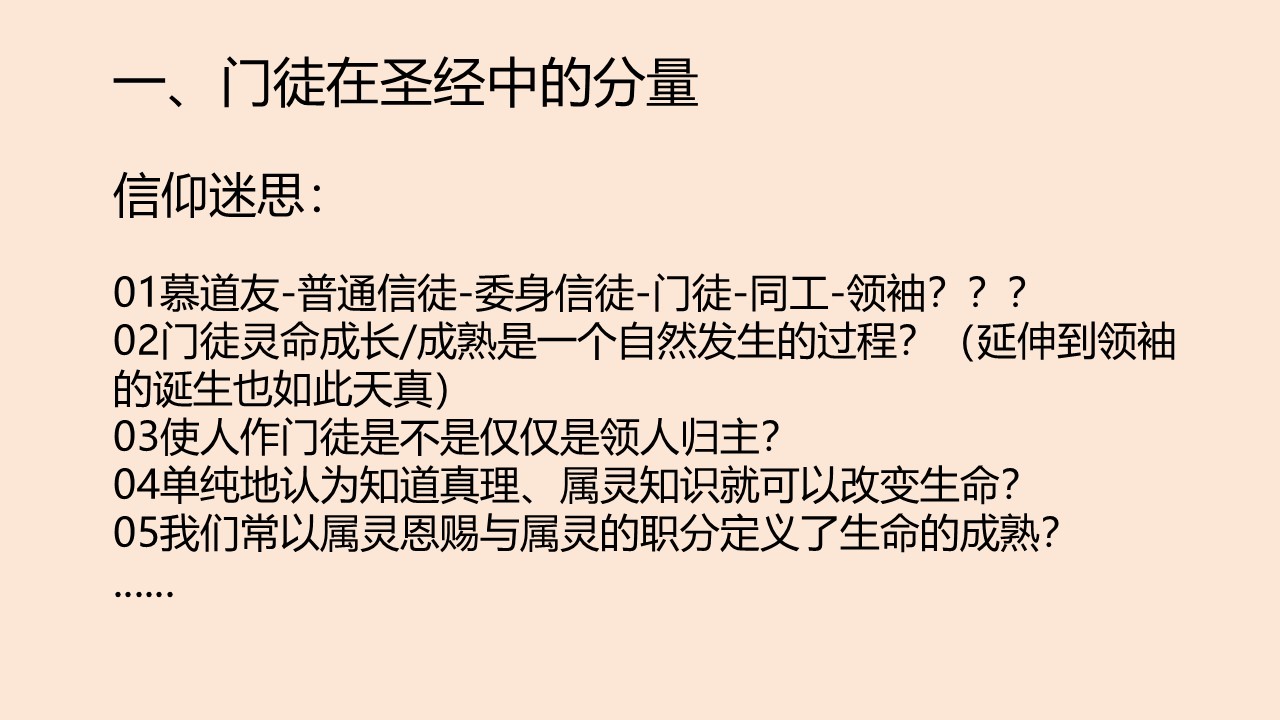 一、门徒在圣经中的分量
信仰迷思：
01慕道友-普通信徒-委身信徒-门徒-同工-领袖？？？
02门徒灵命成长/成熟是一个自然发生的过程？（延伸到领袖
的诞生也如此天真）
03使人作门徒是不是仅仅是领人归主？
04单纯地认为知道真理、属灵知识就可以改变生命？
05我们常以属灵恩赐与属灵的职分定义了生命的成熟？
……